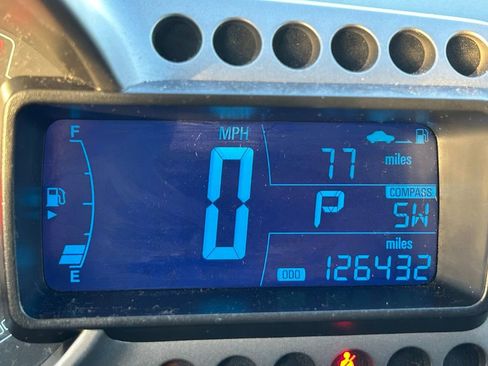 F
MPH
77
miles
0
COMPASS
P
SW
miles
E
ODO
126432